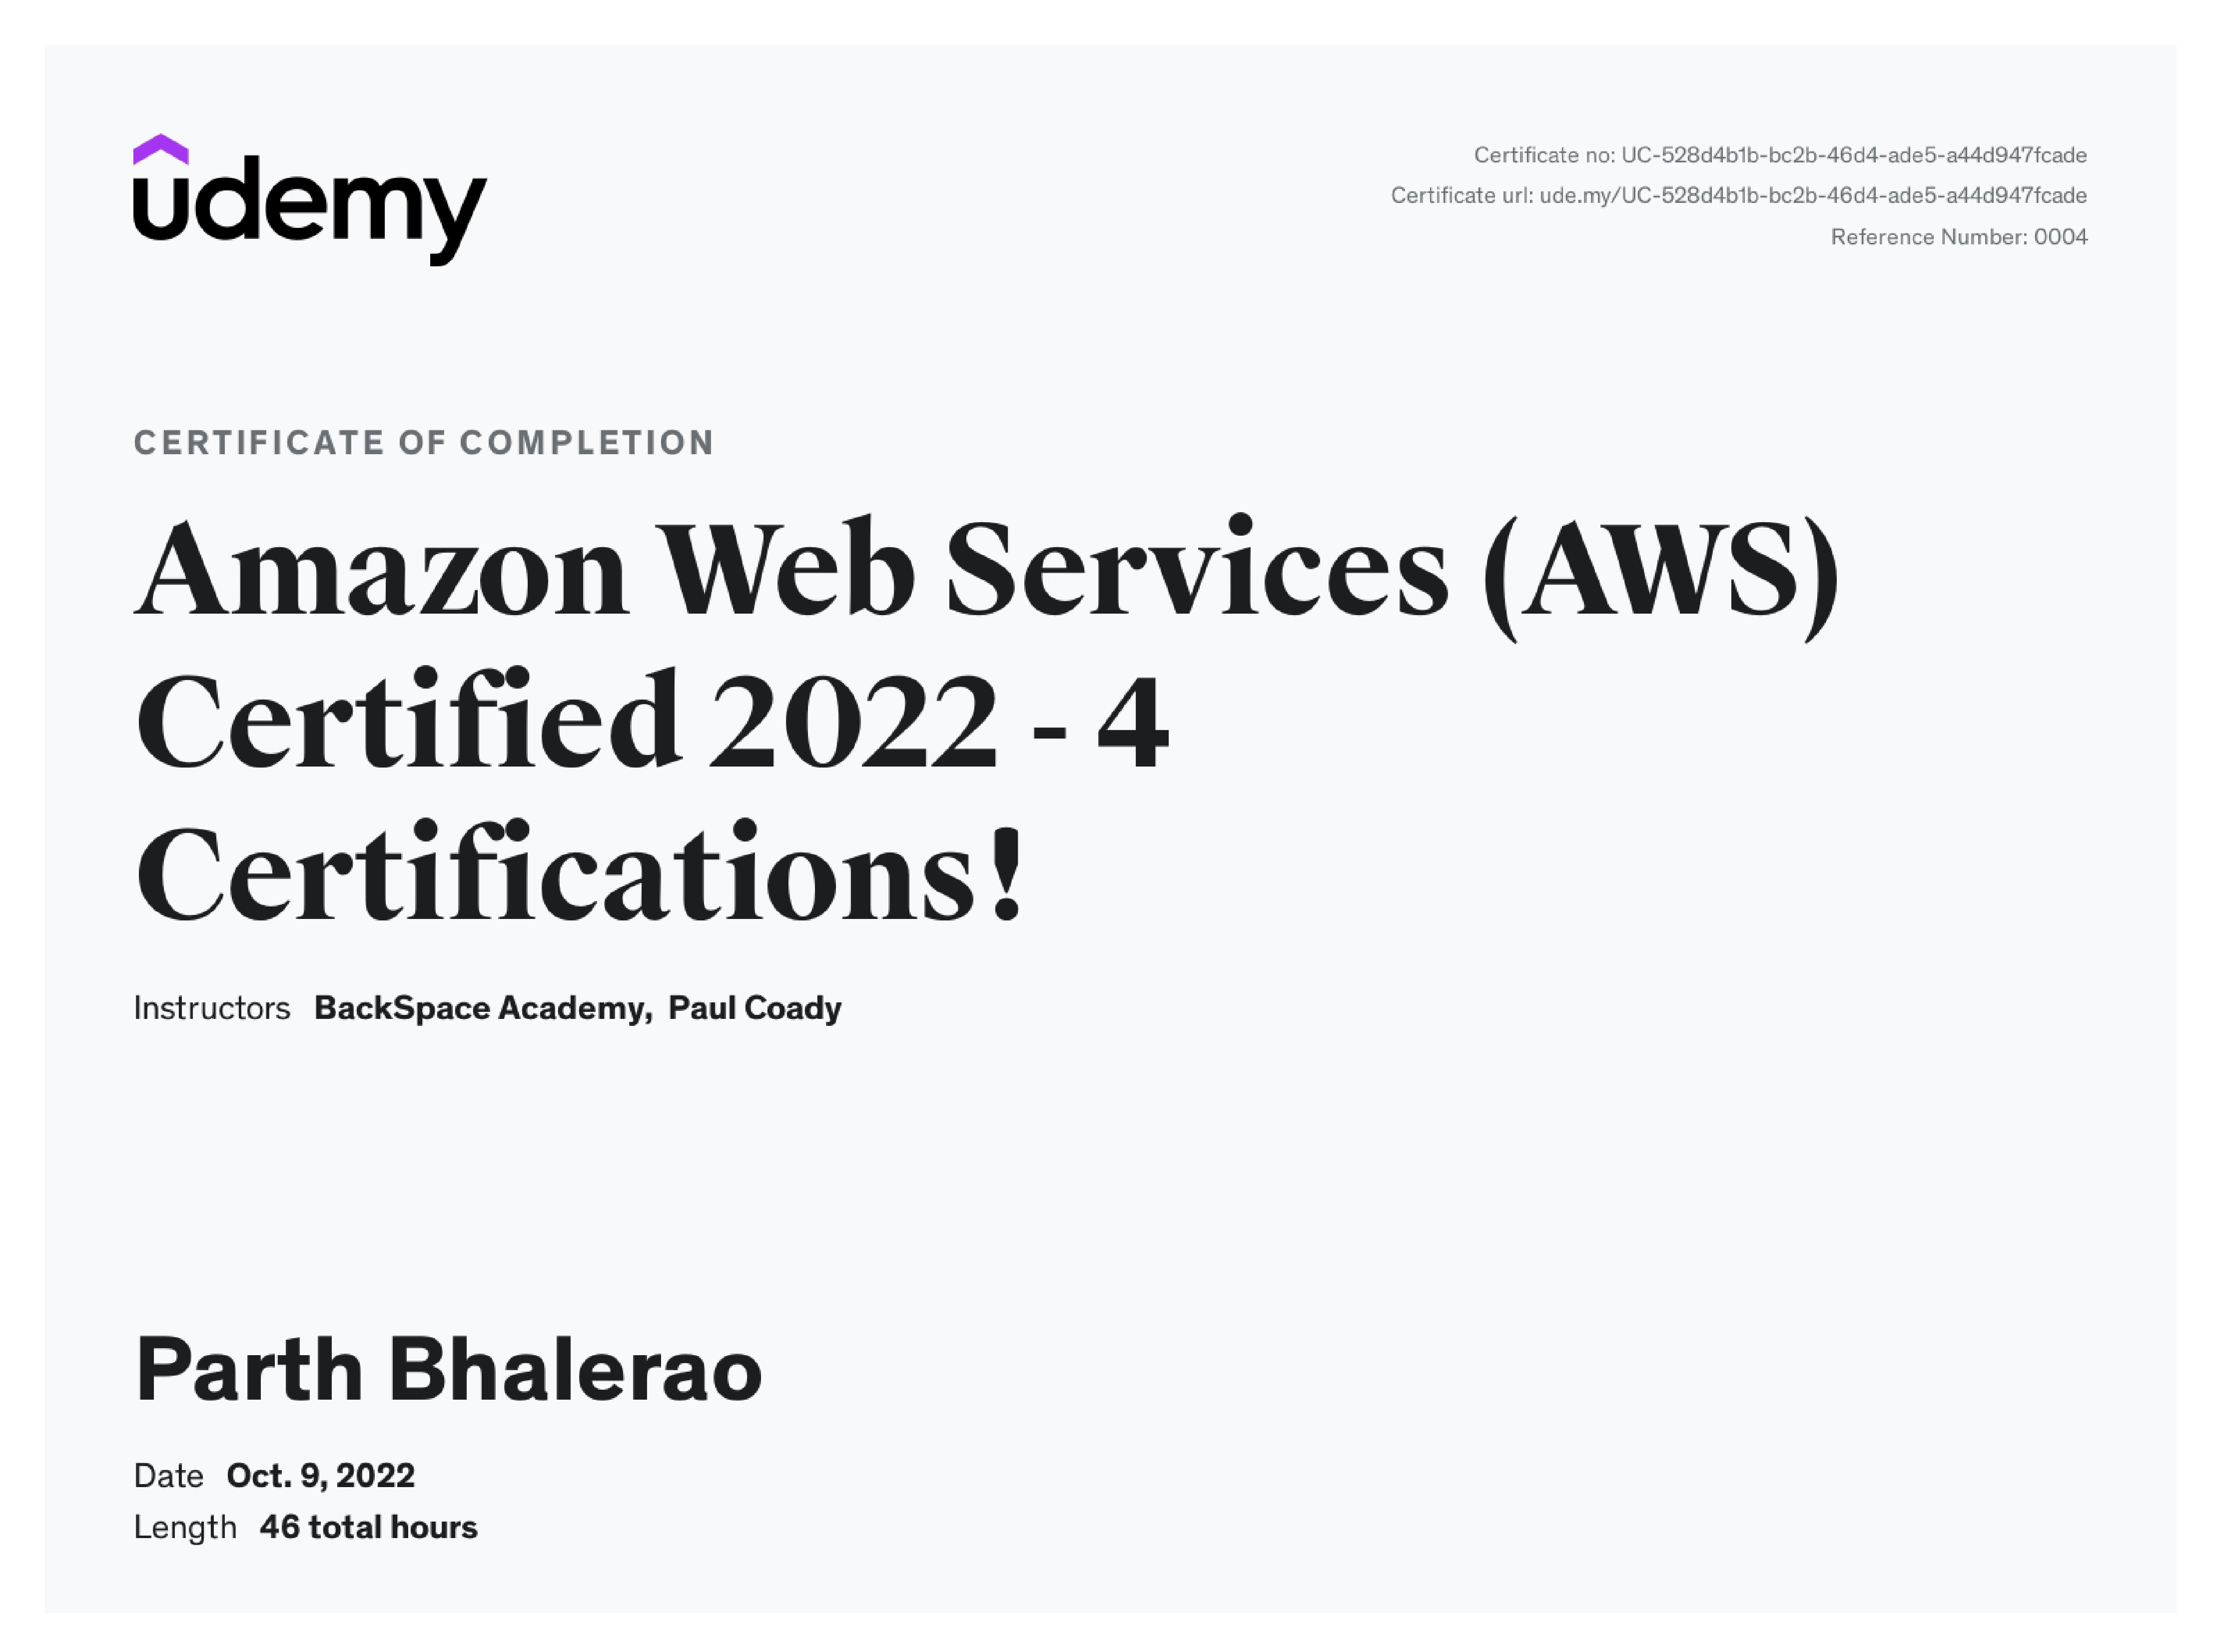 udemy
Certificate no: UC-528d4b1b-bc2b-46d4-ade5-a44d947fcade
Certificate url: ude.my/UC-528d4b1b-bc2b-46d4-ade5-a44d947fcade
Reference Number: 0004
CERTIFICATE OF COMPLETION
Amazon Web Services (AWS)
Certified 2022 - 4
Certifications!
Instructors BackSpace Academy, Paul Coady
Parth Bhalerao
Date Oct. 9, 2022
Length 46 total hours